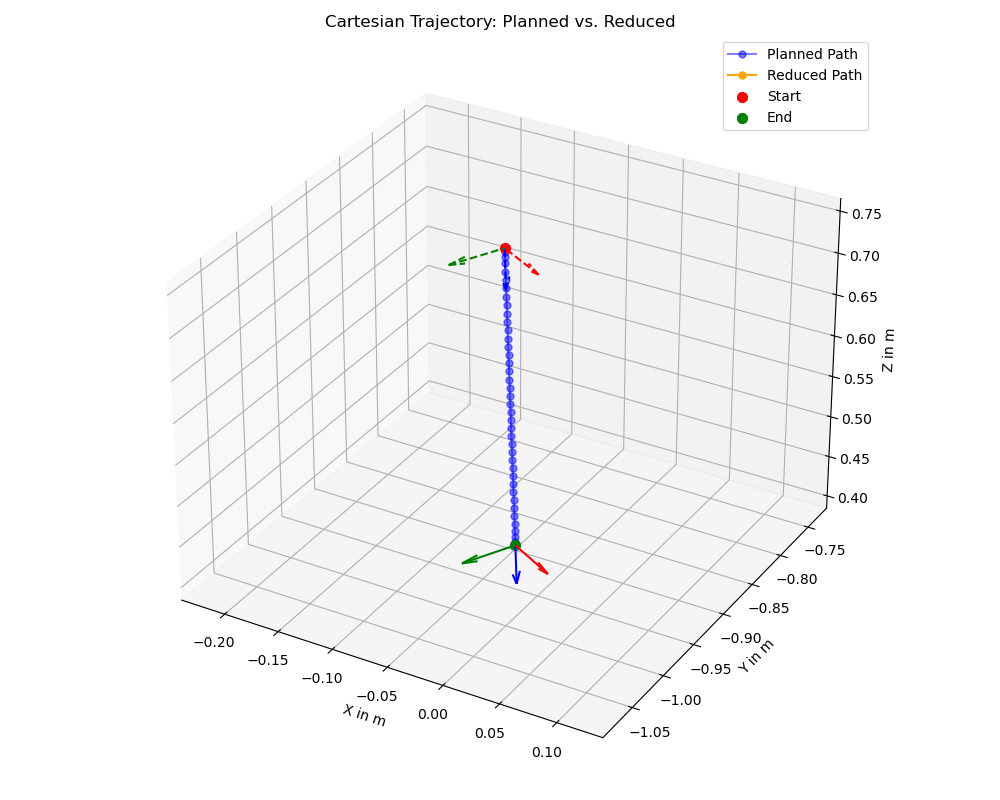 Cartesian Trajectory: Planned vs. Reduced
Planned Path
Reduced Path
Start
End
0.75
0.70
0.65
0.60
0.55
0.50
0.45
0.40
Z in m
−0.75
−0.80
−0.85
−0.90
−0.95
−1.00
−1.05
Y in m
−0.20
−0.15
−0.10
−0.05
0.00
0.05
0.10
X in m